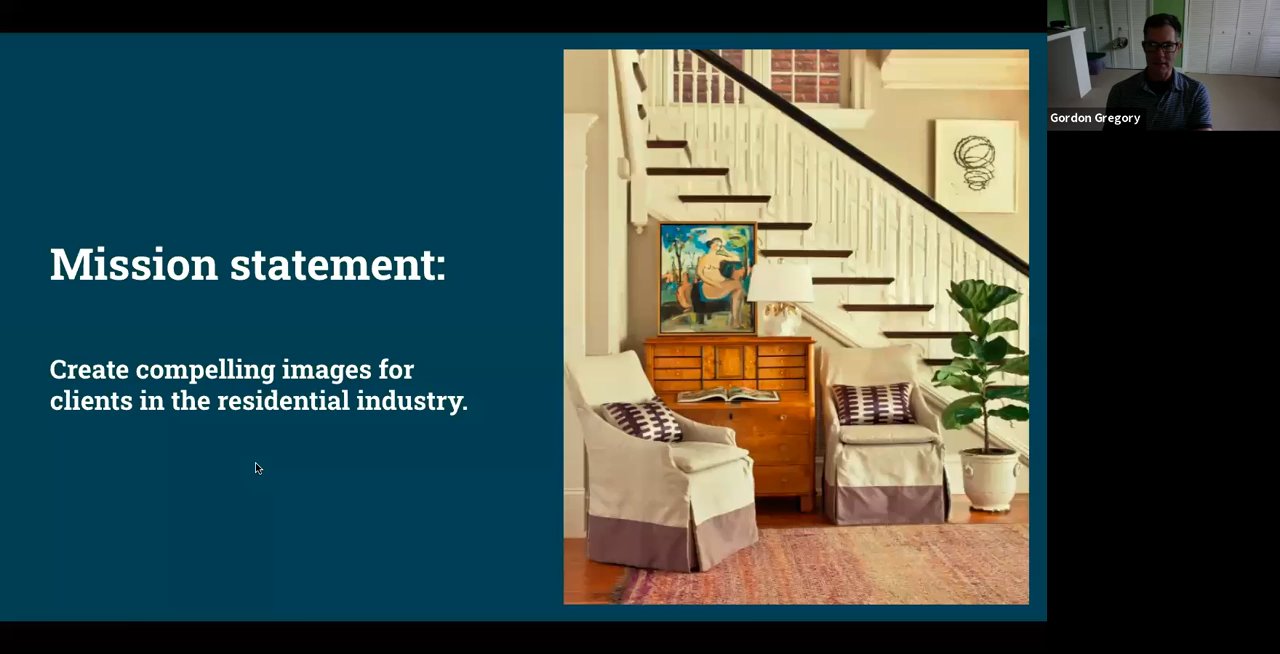 Mission statement:
Create compelling images for
clients in the residential industry.
Gordon Gregory